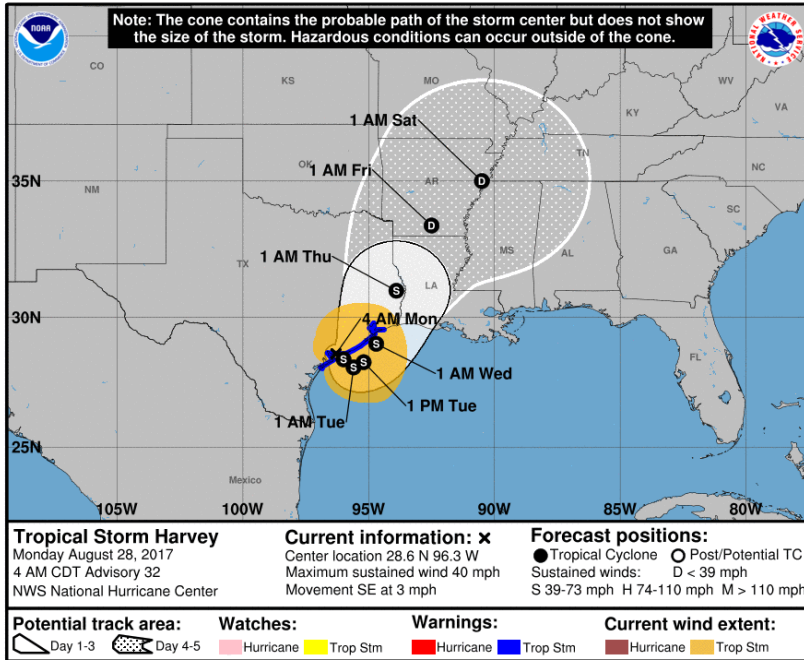 Note: The cone contains the probable path of the storm center but does not show
the size of the storm. Hazardous conditions can occur outside of the cone.
NOAA
NATIONAL WEATHER SERVICE
CO
KS
MO
WV
VA
KY
1 AM Sat
TN
OK
1 AM Fri
AR
NC
35N
D
NM
D
SC
MS
AL
GA
1 AM Thu
TX
S
LA
30N
4 AM Mon
S
S
S
S
1 AM Wed
FL
1 PM Tue
1 AM Tue
25N
Mexico
105W
100W
95W
90W
85W
80W
Tropical Storm Harvey
Monday August 28, 2017
4 AM CDT Advisory 32
NWS National Hurricane Center
Current information: ×
Center location 28.6 N 96.3 W
Maximum sustained wind 40 mph
Movement SE at 3 mph
Forecast positions:
Tropical Cyclone Post/Potential TC
Sustained winds: D < 39 mph
S 39-73 mph H 74-110 mph M > 110 mph
Potential track area:
Day 1-3 Day 4-5
Watches:
Hurricane Trop Stm
Warnings:
Hurricane Trop Stm
Current wind extent:
Hurricane Trop Stm